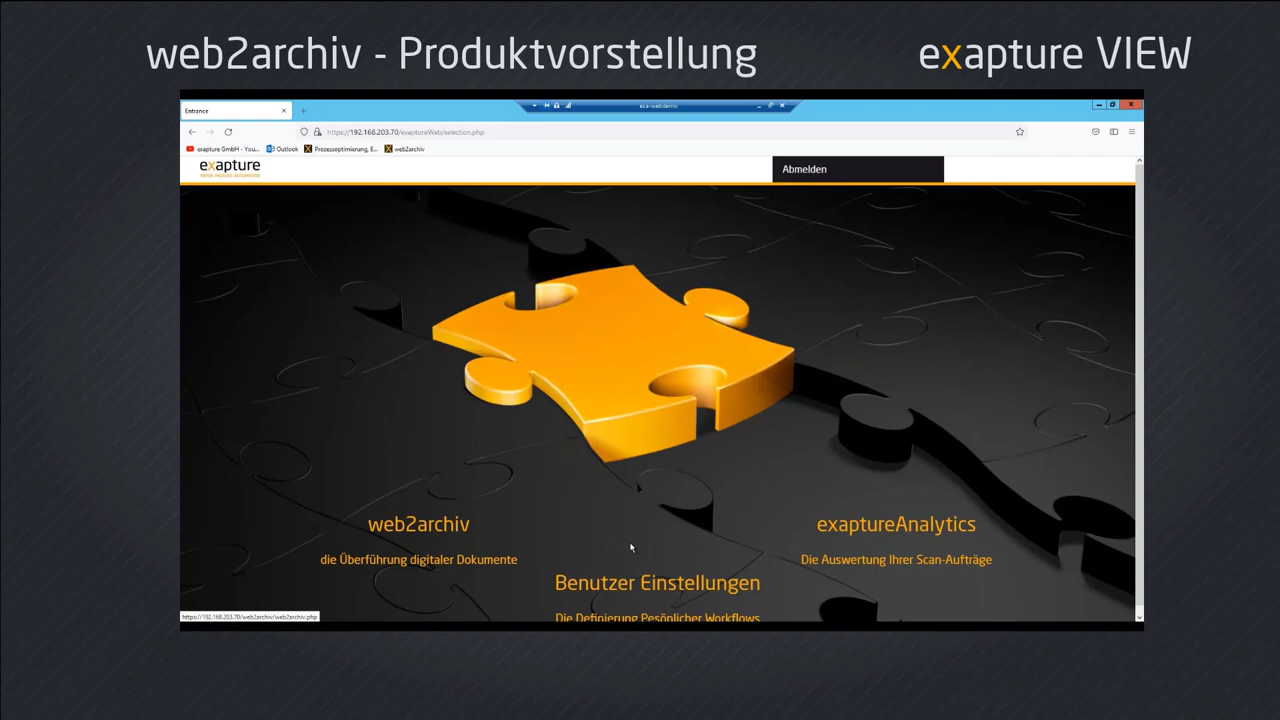 web2archiv - Produktvorstellung
exapture VIEW
Entrance
exa-webdemo
https://192.168.203.70/exaptureWeb/selection.php
exapture GmbH - You...
Outlook
Prozessoptimierung, E...
web2archiv
exapture
Abmelden
web2archiv
die Überführung digitaler Dokumente
exaptureAnalytics
Die Auswertung Ihrer Scan-Aufträge
Benutzer Einstellungen
Die Definierung Pesönlicher Workflows
https://192.168.203.70/web2archiv/web2archiv.php